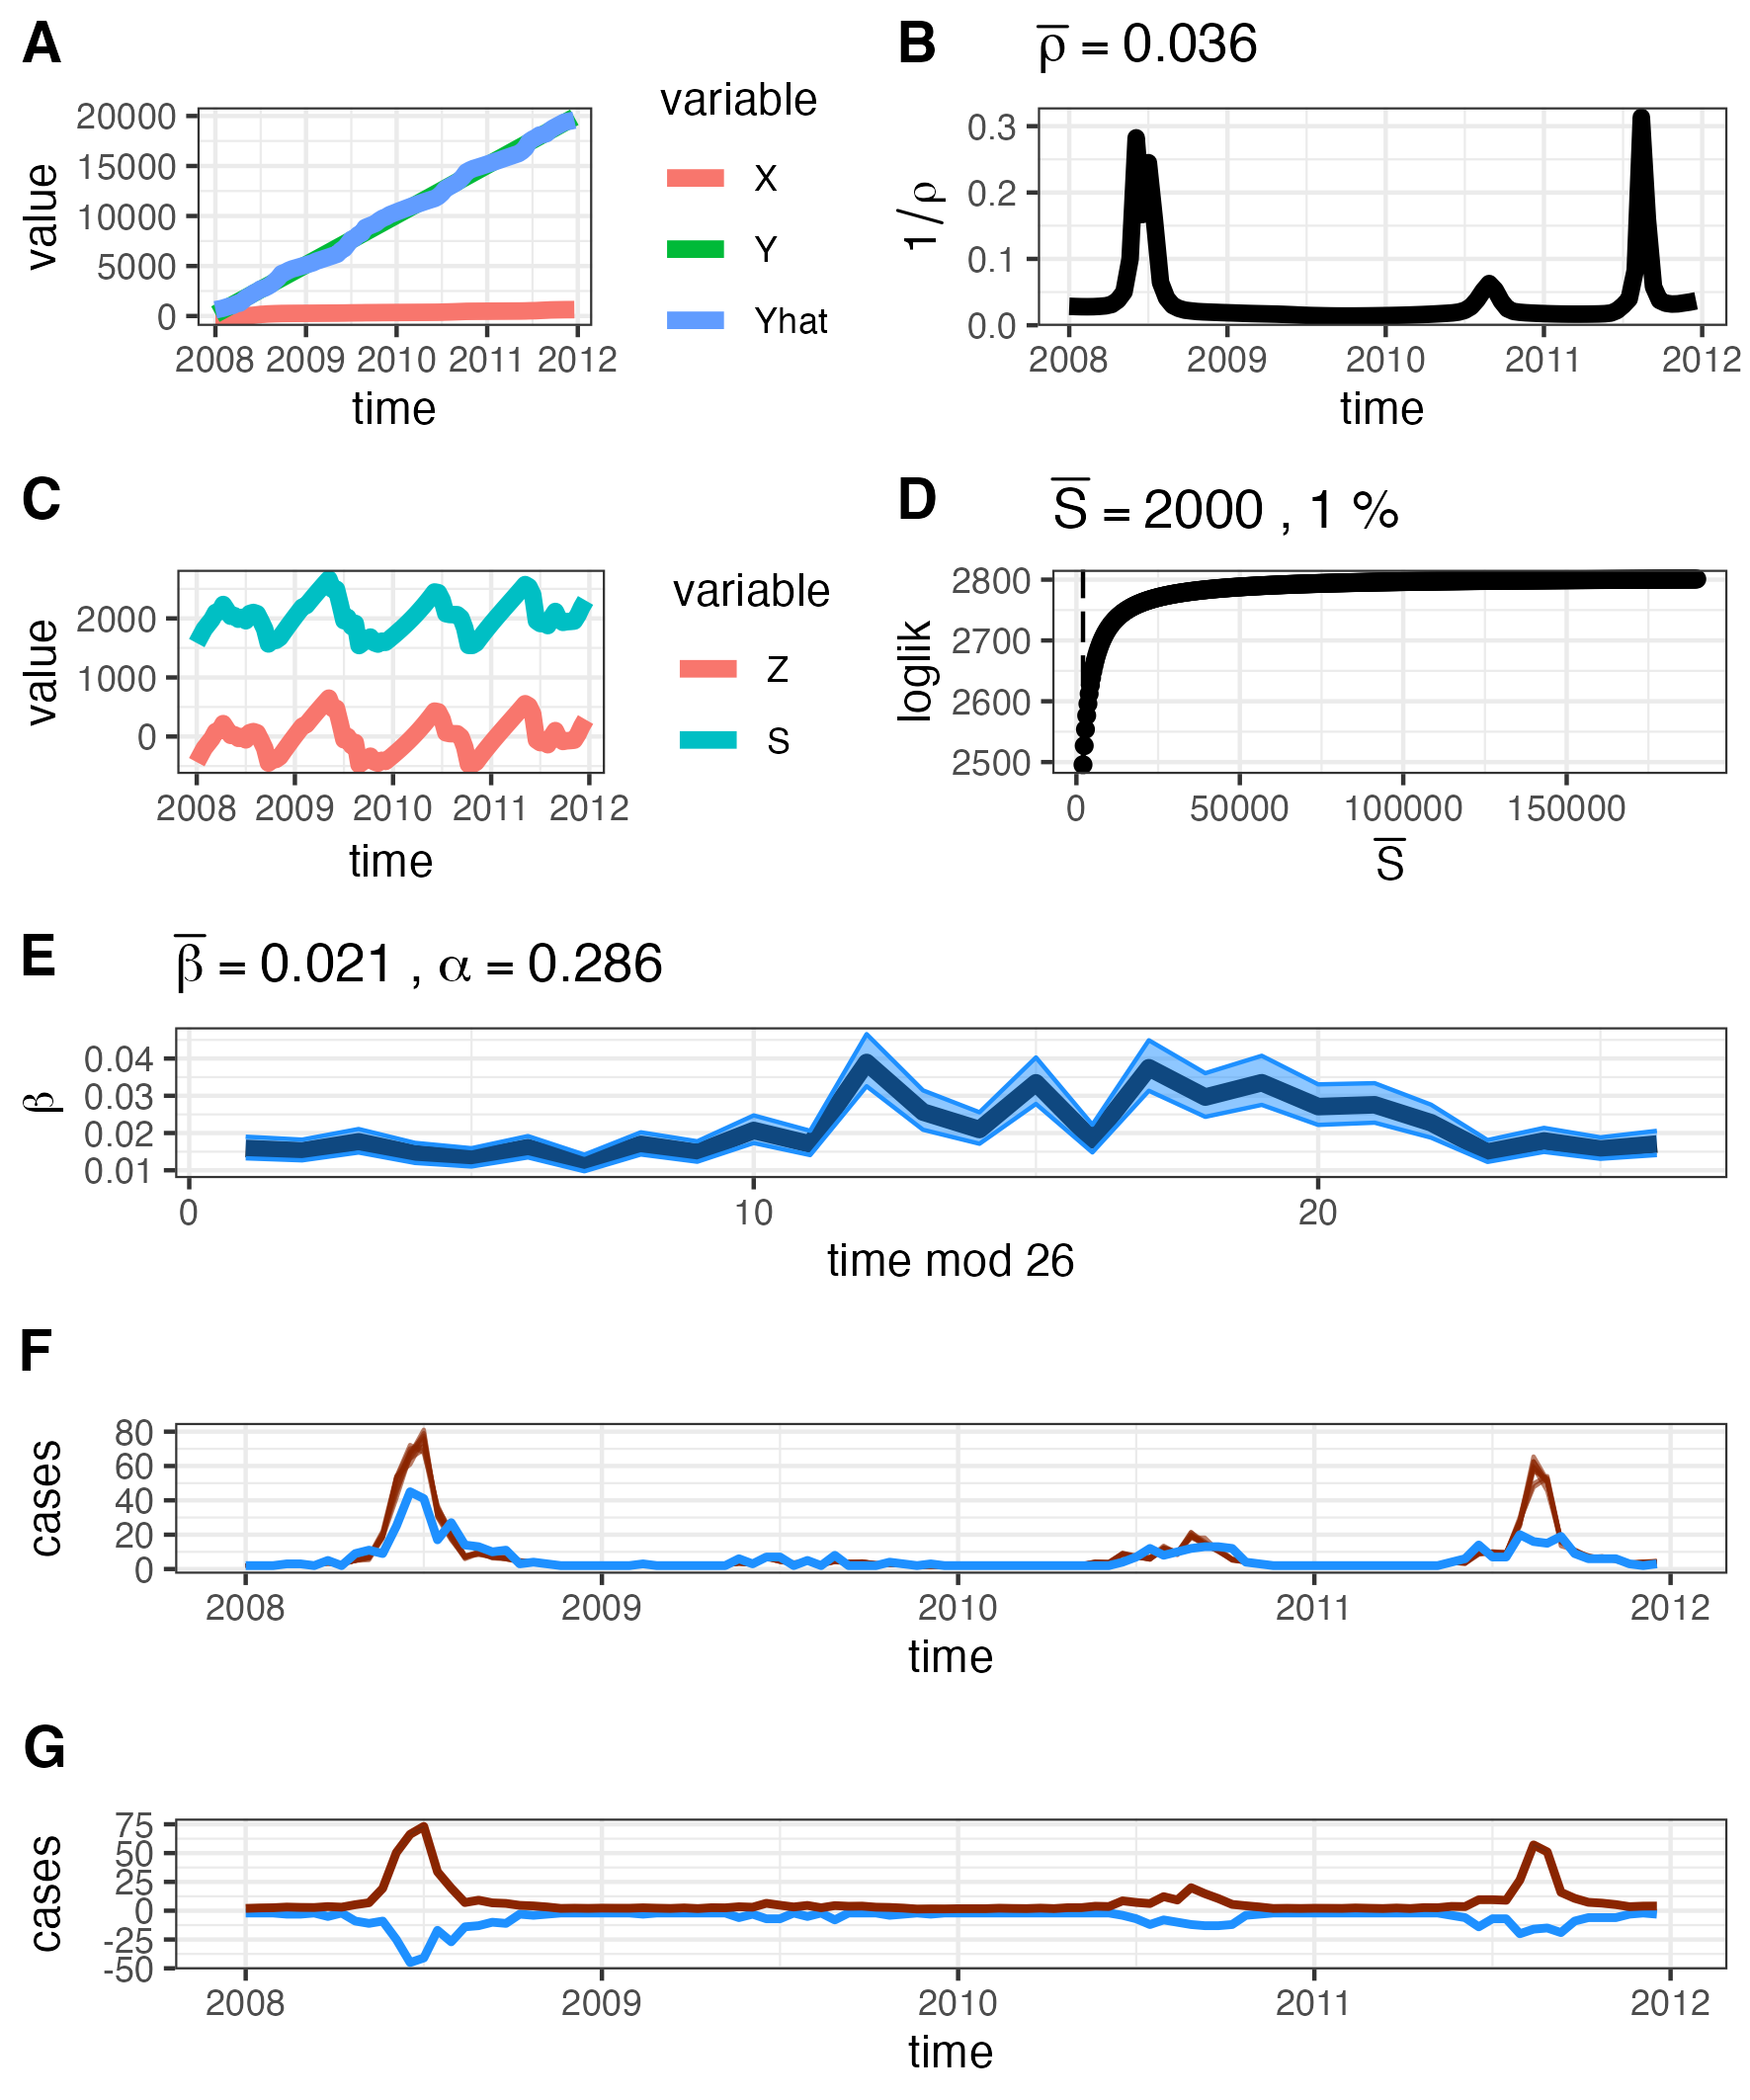 A
variable
X
Y
Yhat
value
20000
15000
10000
5000
0
2008 2009 2010 2011 2012
time
B
ρ̅ = 0.036
1/ρ
0.3
0.2
0.1
0.0
2008 2009 2010 2011 2012
time
C
variable
Z
S
value
2000
1000
0
2008 2009 2010 2011 2012
time
D
S̅ = 2000 , 1 %
loglik
2800
2700
2600
2500
0 50000 100000 150000
S̅
E
β̅ = 0.021 , α = 0.286
β
0.04
0.03
0.02
0.01
0 10 20
time mod 26
F
cases
80
60
40
20
0
2008 2009 2010 2011 2012
time
G
cases
75
50
25
0
-25
-50
2008 2009 2010 2011 2012
time